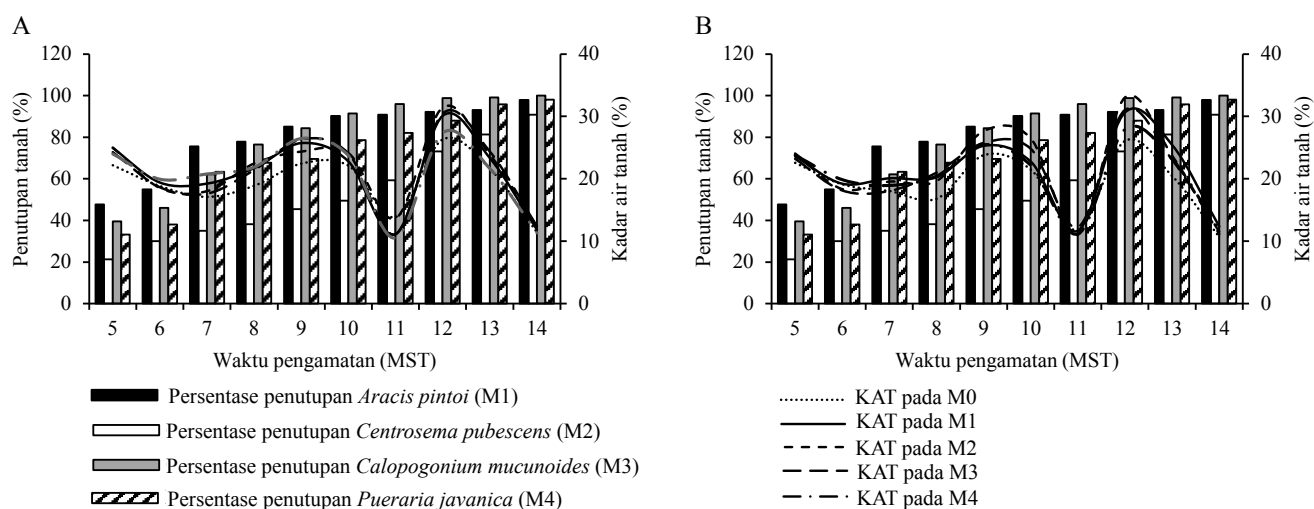 A
B
Penutupan tanah (%)
120
100
80
60
40
20
0
40
30
20
10
0
Kadar air tanah (%)
5 6 7 8 9 10 11 12 13 14
Waktu pengamatan (MST)
Penutupan tanah (%)
120
100
80
60
40
20
0
40
30
20
10
0
Kadar air tanah (%)
5 6 7 8 9 10 11 12 13 14
Waktu pengamatan (MST)
Persentase penutupan Aracis pintoi (M1)
Persentase penutupan Centrosema pubescens (M2)
Persentase penutupan Calopogonium mucunoides (M3)
Persentase penutupan Pueraria javanica (M4)
KAT pada M0
KAT pada M1
KAT pada M2
KAT pada M3
KAT pada M4